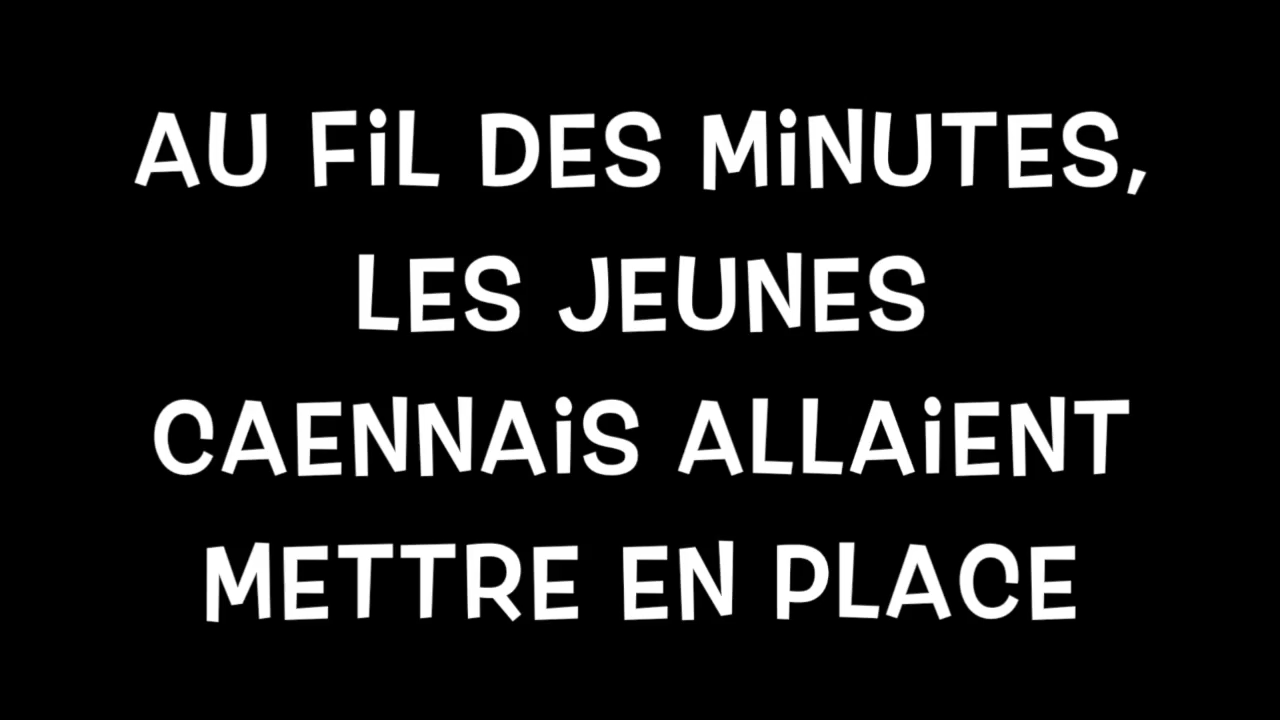 AU FiL DES MiNUTES,
LES JEUNES
CAENNAiS ALLAiENT
METTRE EN PLACE